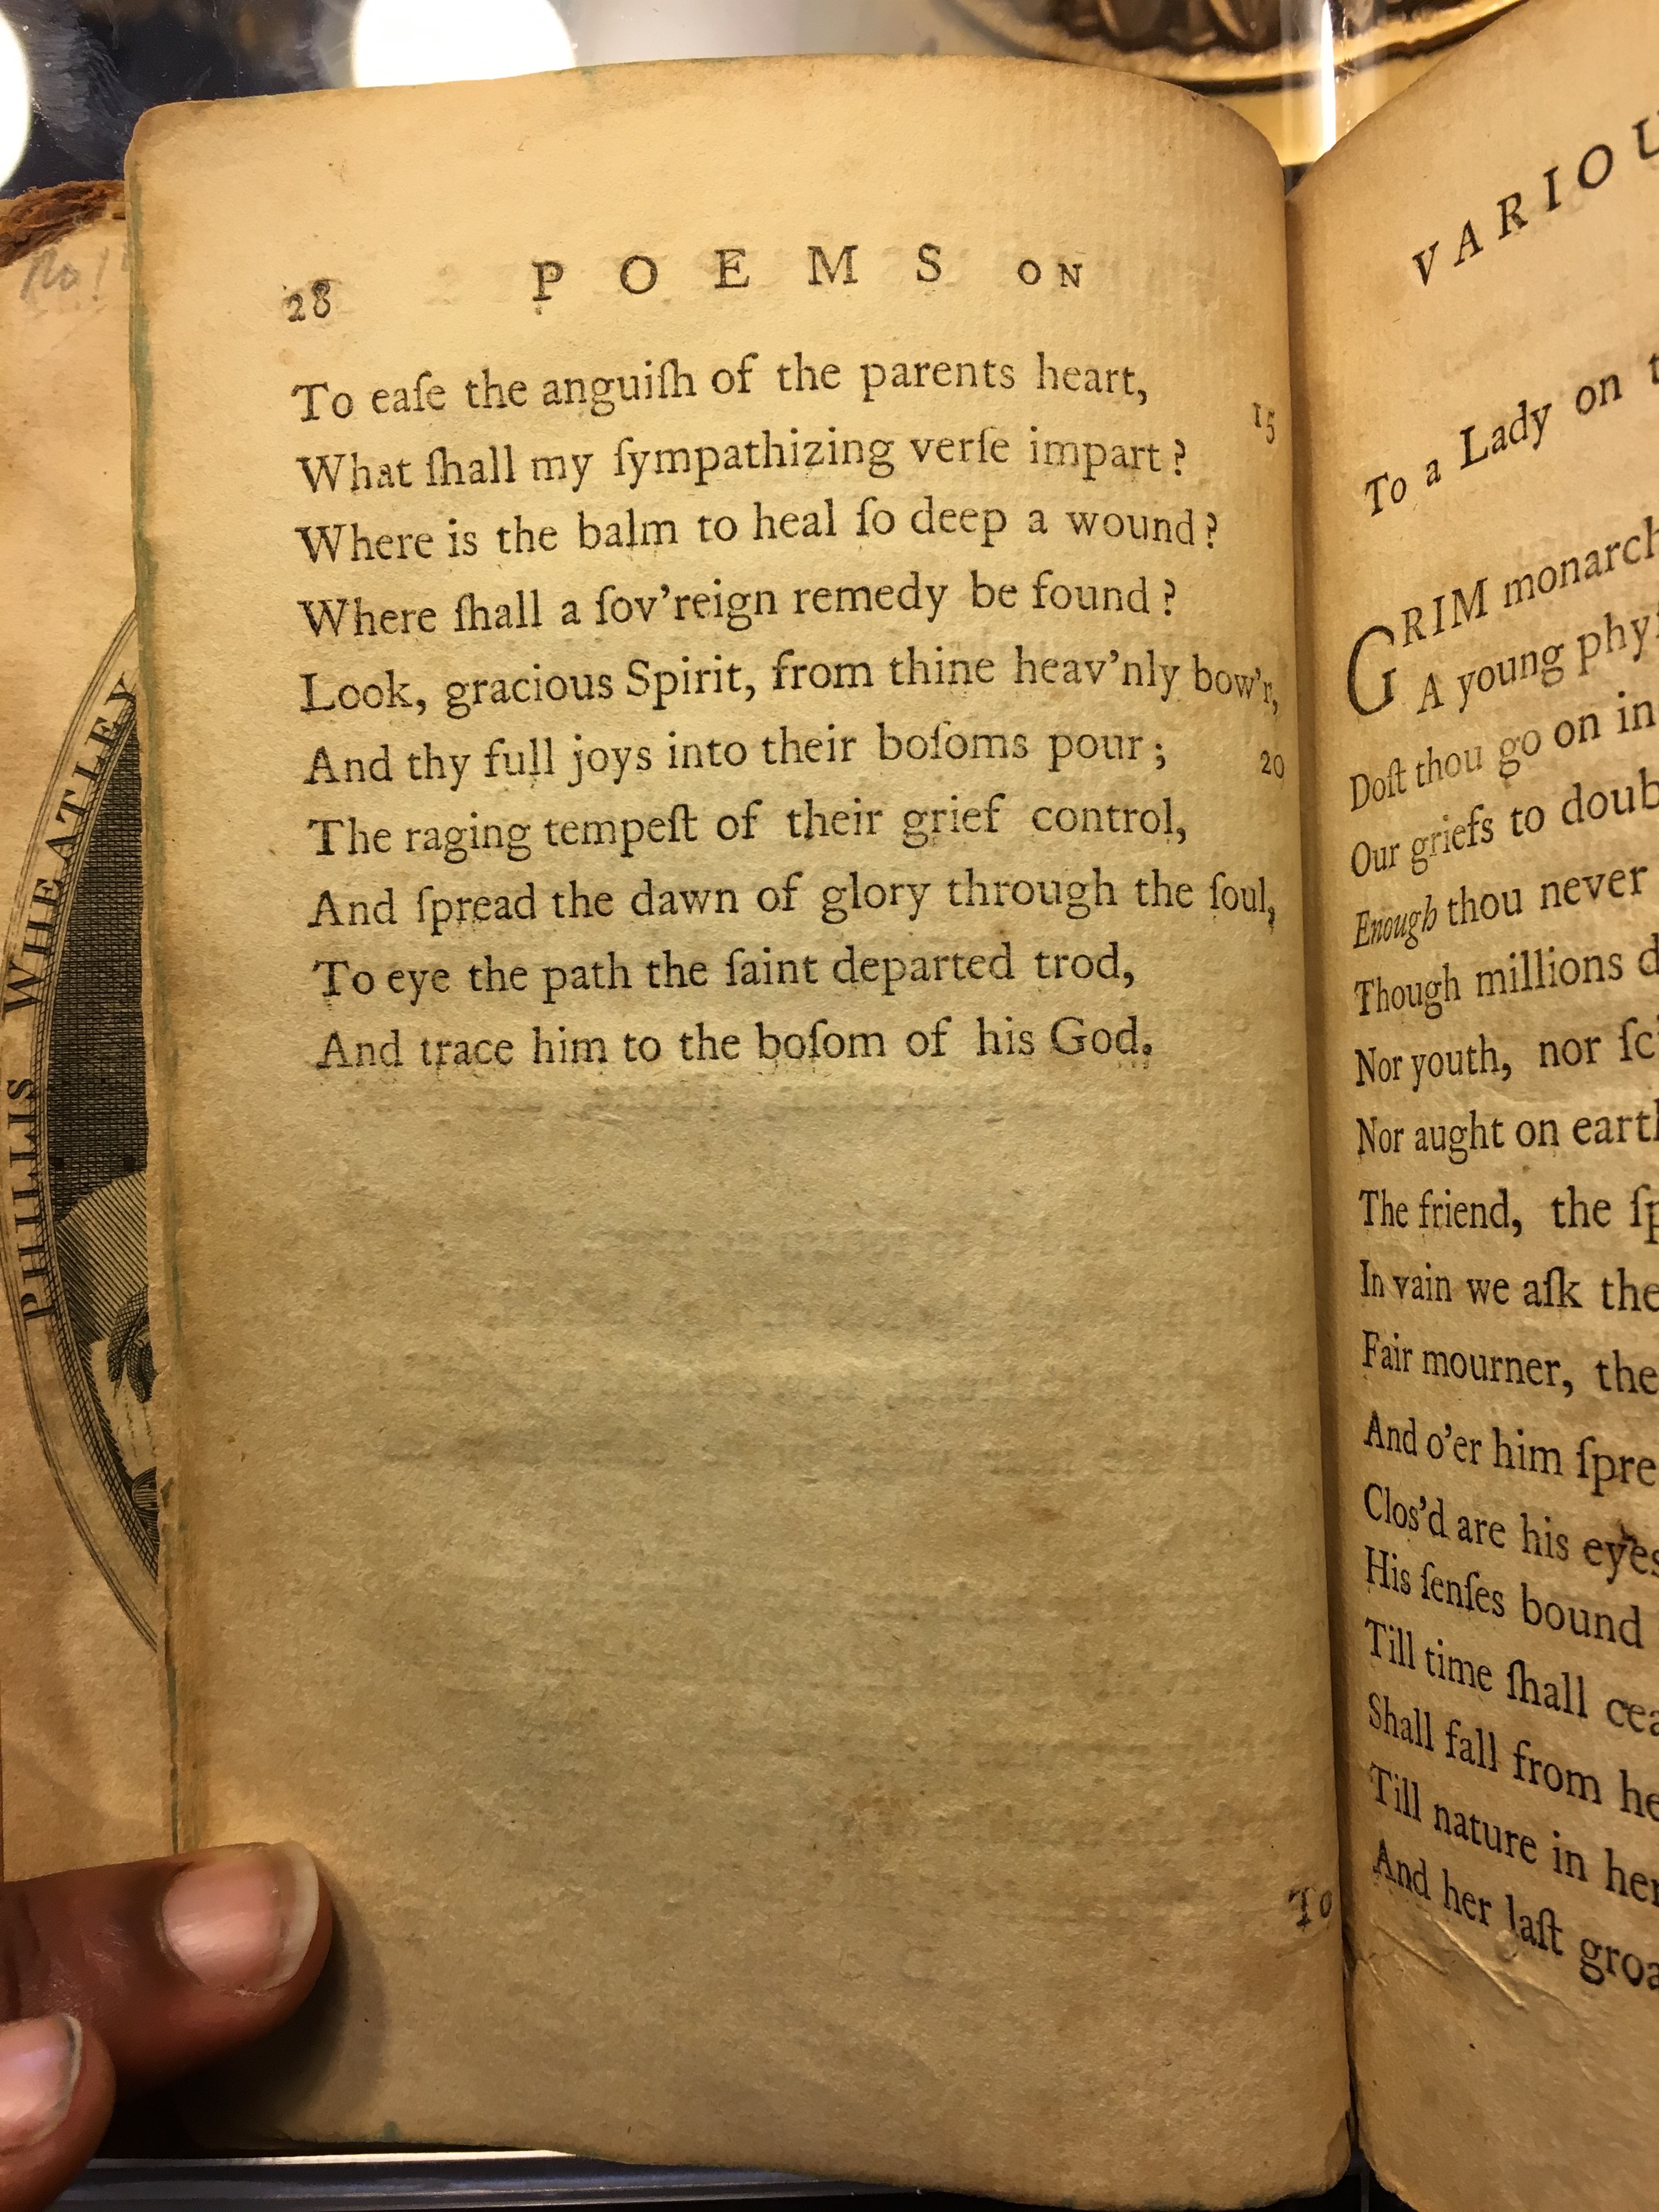 No!
PHILLIS WHEATLEY
28 POEMS ON
To eaſe the anguiſh of the parents heart,
What ſhall my ſympathizing verſe impart? 15
Where is the balm to heal ſo deep a wound?
Where ſhall a ſov’reign remedy be found?
Look, gracious Spirit, from thine heav’nly bow’r,
And thy full joys into their boſoms pour; 20
The raging tempeſt of their grief control,
And ſpread the dawn of glory through the ſoul,
To eye the path the ſaint departed trod,
And trace him to the boſom of his God.
To
VARIOU
To a Lady on t
GRIM monarch
A young phyſ
Doſt thou go on in
Our griefs to doub
Enough thou never
Though millions d
Nor youth, nor ſci
Nor aught on eart
The friend, the ſp
In vain we aſk the
Fair mourner, the
And o’er him ſpre
Clos’d are his eyes
His ſenſes bound
Till time ſhall cea
Shall fall from he
Till nature in her
And her laſt groa